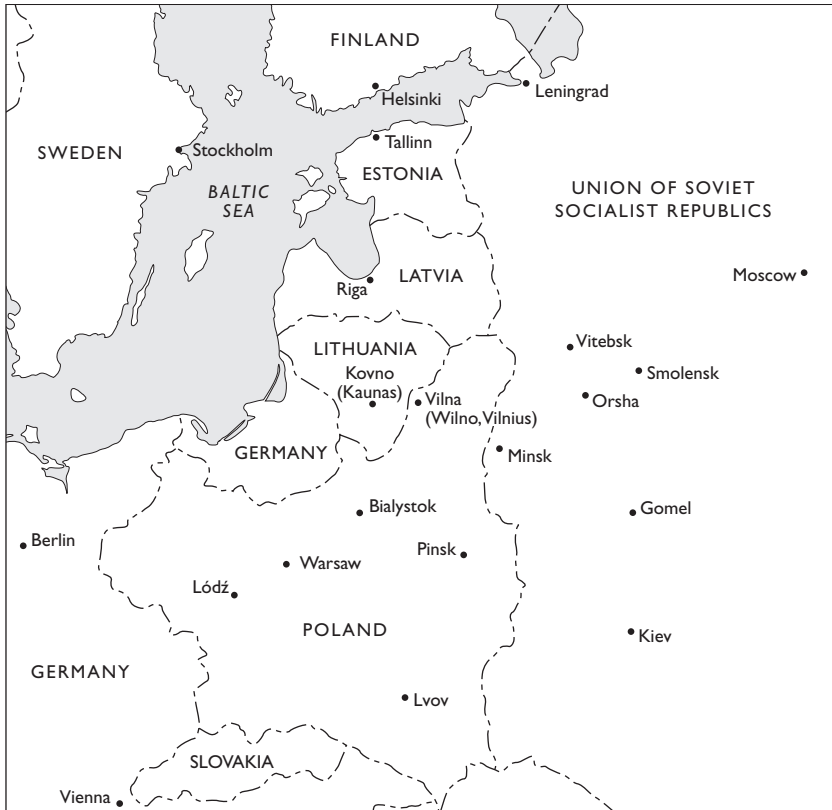 FINLAND
Helsinki
Leningrad
Tallinn
SWEDEN
Stockholm
ESTONIA
BALTIC
SEA
UNION OF SOVIET
SOCIALIST REPUBLICS
Moscow
LATVIA
Riga
Vitebsk
LITHUANIA
Smolensk
Kovno
(Kaunas)
Vilna
(Wilno, Vilnius)
Orsha
GERMANY
Minsk
Bialystok
Gomel
Berlin
Pinsk
Warsaw
Lódź
POLAND
Kiev
GERMANY
Lvov
SLOVAKIA
Vienna